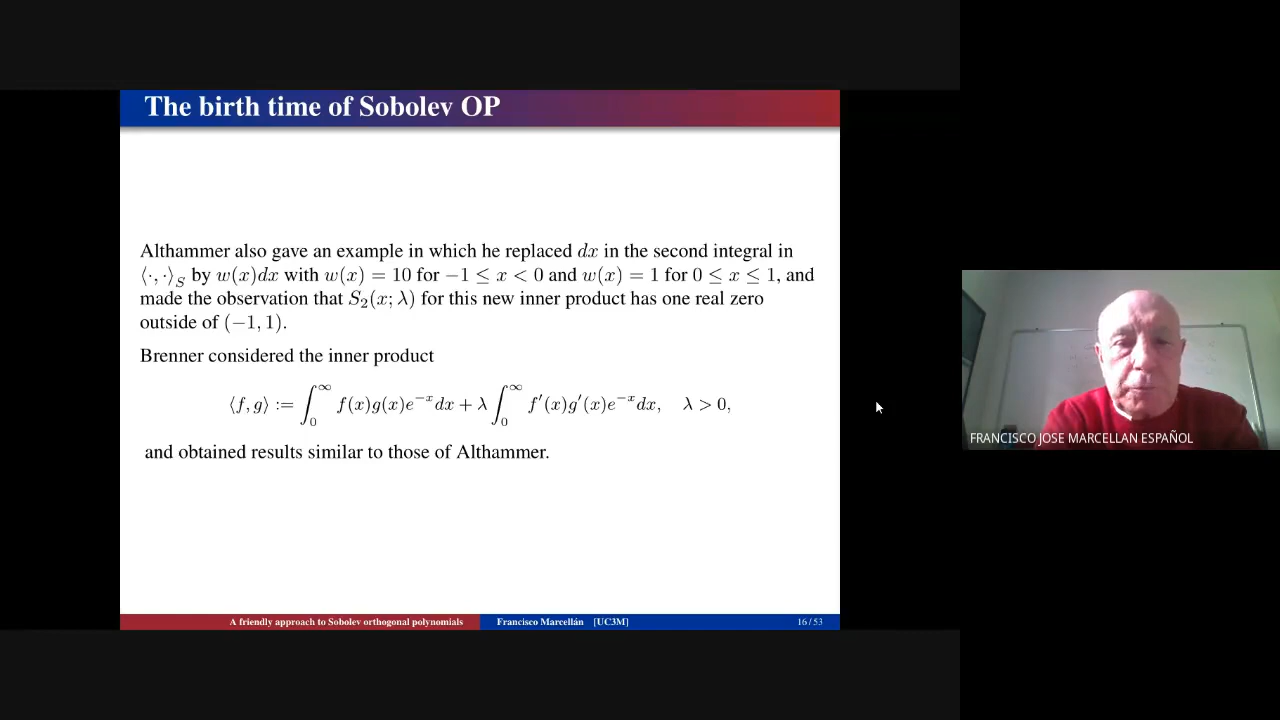 The birth time of Sobolev OP
Althammer also gave an example in which he replaced dx in the second integral in
⟨·, ·⟩_S by w(x)dx with w(x) = 10 for −1 ≤ x < 0 and w(x) = 1 for 0 ≤ x ≤ 1, and
made the observation that S₂(x; λ) for this new inner product has one real zero
outside of (−1, 1).
Brenner considered the inner product
⟨f, g⟩ := ∫₀^∞ f(x)g(x)e^{−x}dx + λ ∫₀^∞ f′(x)g′(x)e^{−x}dx, λ > 0,
and obtained results similar to those of Althammer.
A friendly approach to Sobolev orthogonal polynomials Francisco Marcellán [UC3M] 16 / 53
FRANCISCO JOSE MARCELLAN ESPAÑOL